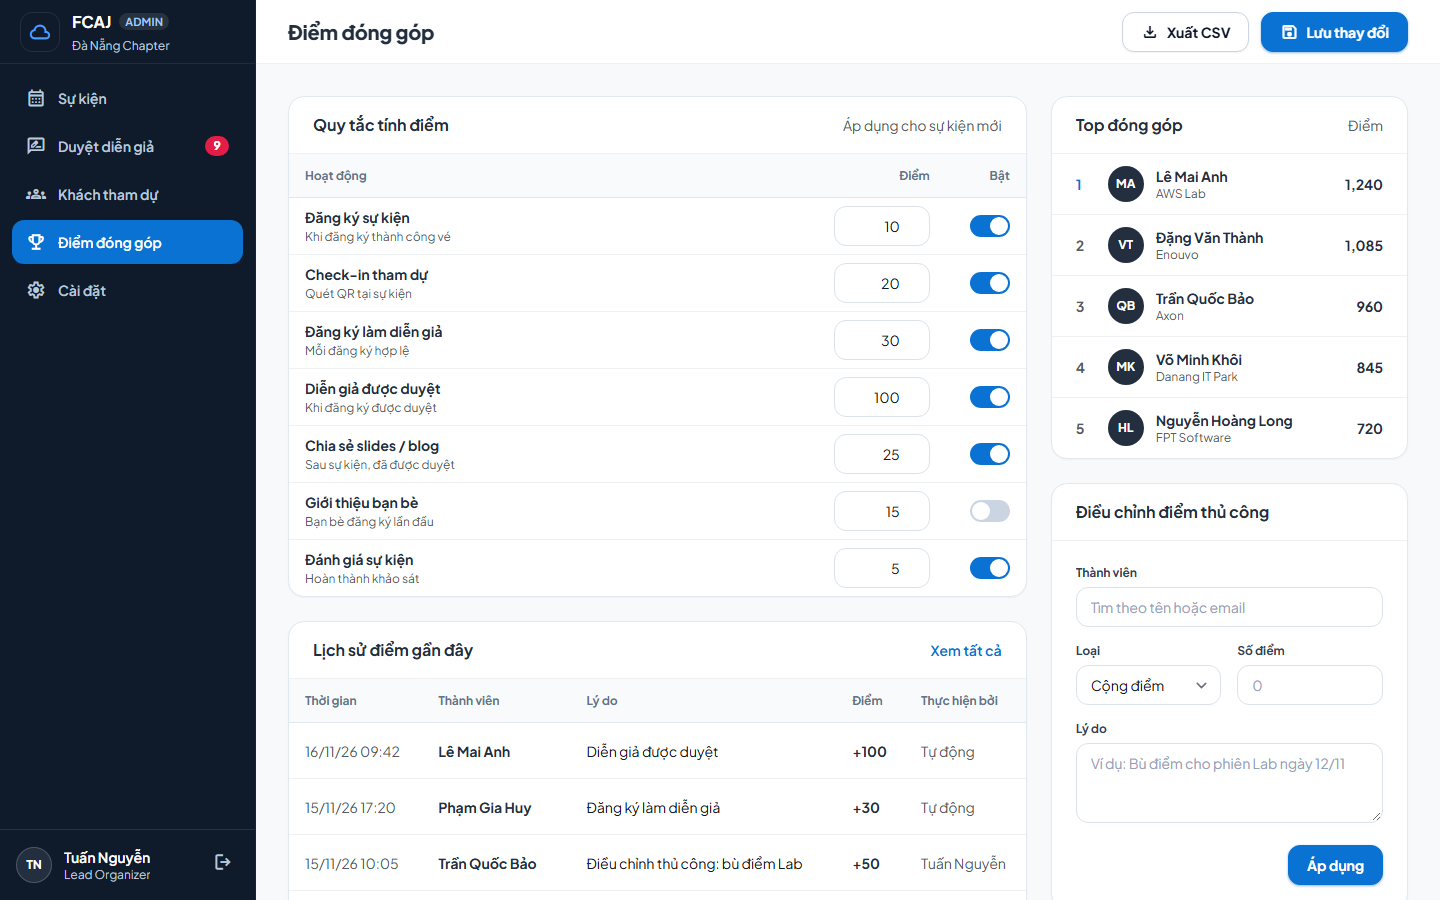 FCAJ ADMIN
Đà Nẵng Chapter
Sự kiện
Duyệt diễn giả 9
Khách tham dự
Điểm đóng góp
Cài đặt
TN
Tuấn Nguyễn
Lead Organizer
Điểm đóng góp
Xuất CSV
Lưu thay đổi
Quy tắc tính điểm
Áp dụng cho sự kiện mới
Hoạt động Điểm Bật
Đăng ký sự kiện
Khi đăng ký thành công vé
10
Check-in tham dự
Quét QR tại sự kiện
20
Đăng ký làm diễn giả
Mỗi đăng ký hợp lệ
30
Diễn giả được duyệt
Khi đăng ký được duyệt
100
Chia sẻ slides / blog
Sau sự kiện, đã được duyệt
25
Giới thiệu bạn bè
Bạn bè đăng ký lần đầu
15
Đánh giá sự kiện
Hoàn thành khảo sát
5
Lịch sử điểm gần đây
Xem tất cả
Thời gian Thành viên Lý do Điểm Thực hiện bởi
16/11/26 09:42 Lê Mai Anh Diễn giả được duyệt +100 Tự động
15/11/26 17:20 Phạm Gia Huy Đăng ký làm diễn giả +30 Tự động
15/11/26 10:05 Trần Quốc Bảo Điều chỉnh thủ công: bù điểm Lab +50 Tuấn Nguyễn
Top đóng góp Điểm
1 MA Lê Mai Anh 1,240
AWS Lab
2 VT Đặng Văn Thành 1,085
Enouvo
3 QB Trần Quốc Bảo 960
Axon
4 MK Võ Minh Khôi 845
Danang IT Park
5 HL Nguyễn Hoàng Long 720
FPT Software
Điều chỉnh điểm thủ công
Thành viên
Tìm theo tên hoặc email
Loại Số điểm
Cộng điểm 0
Lý do
Ví dụ: Bù điểm cho phiên Lab ngày 12/11
Áp dụng